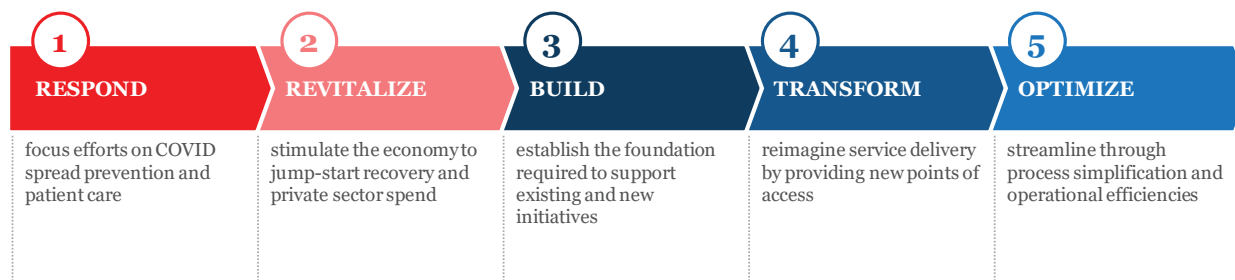 1
RESPOND
focus efforts on COVID
spread prevention and
patient care
2
REVITALIZE
stimulate the economy to
jump-start recovery and
private sector spend
3
BUILD
establish the foundation
required to support
existing and new
initiatives
4
TRANSFORM
reimagine service delivery
by providing new points of
access
5
OPTIMIZE
streamline through
process simplification and
operational efficiencies